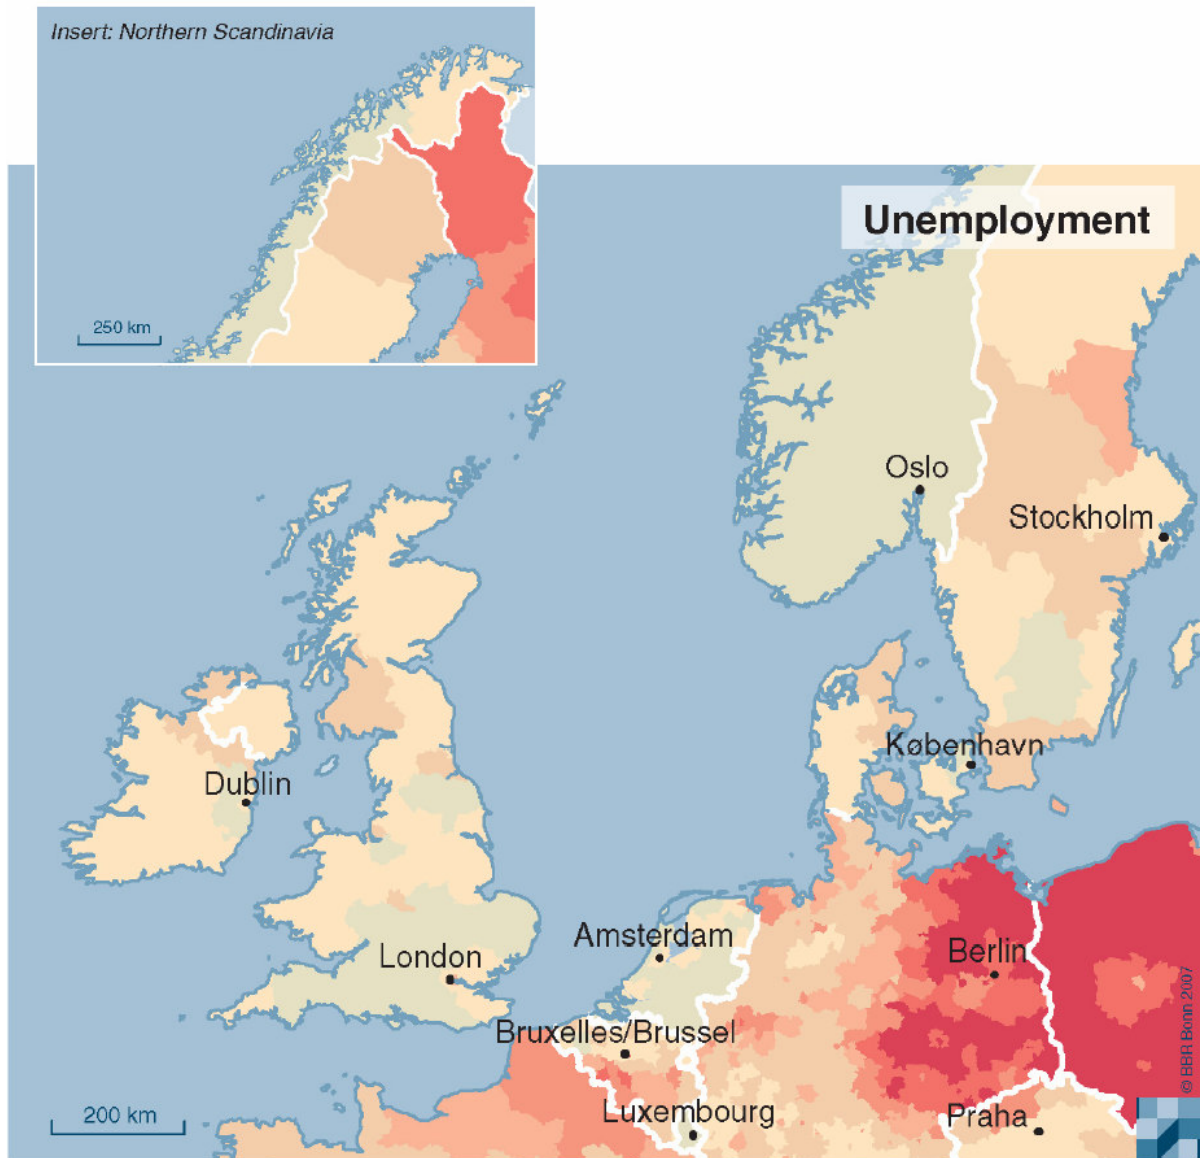 Insert: Northern Scandinavia
250 km
Unemployment
Oslo
Stockholm
København
Dublin
Amsterdam
London
Berlin
Bruxelles/Brussel
Luxembourg
Praha
200 km
© BBR Bonn 2007